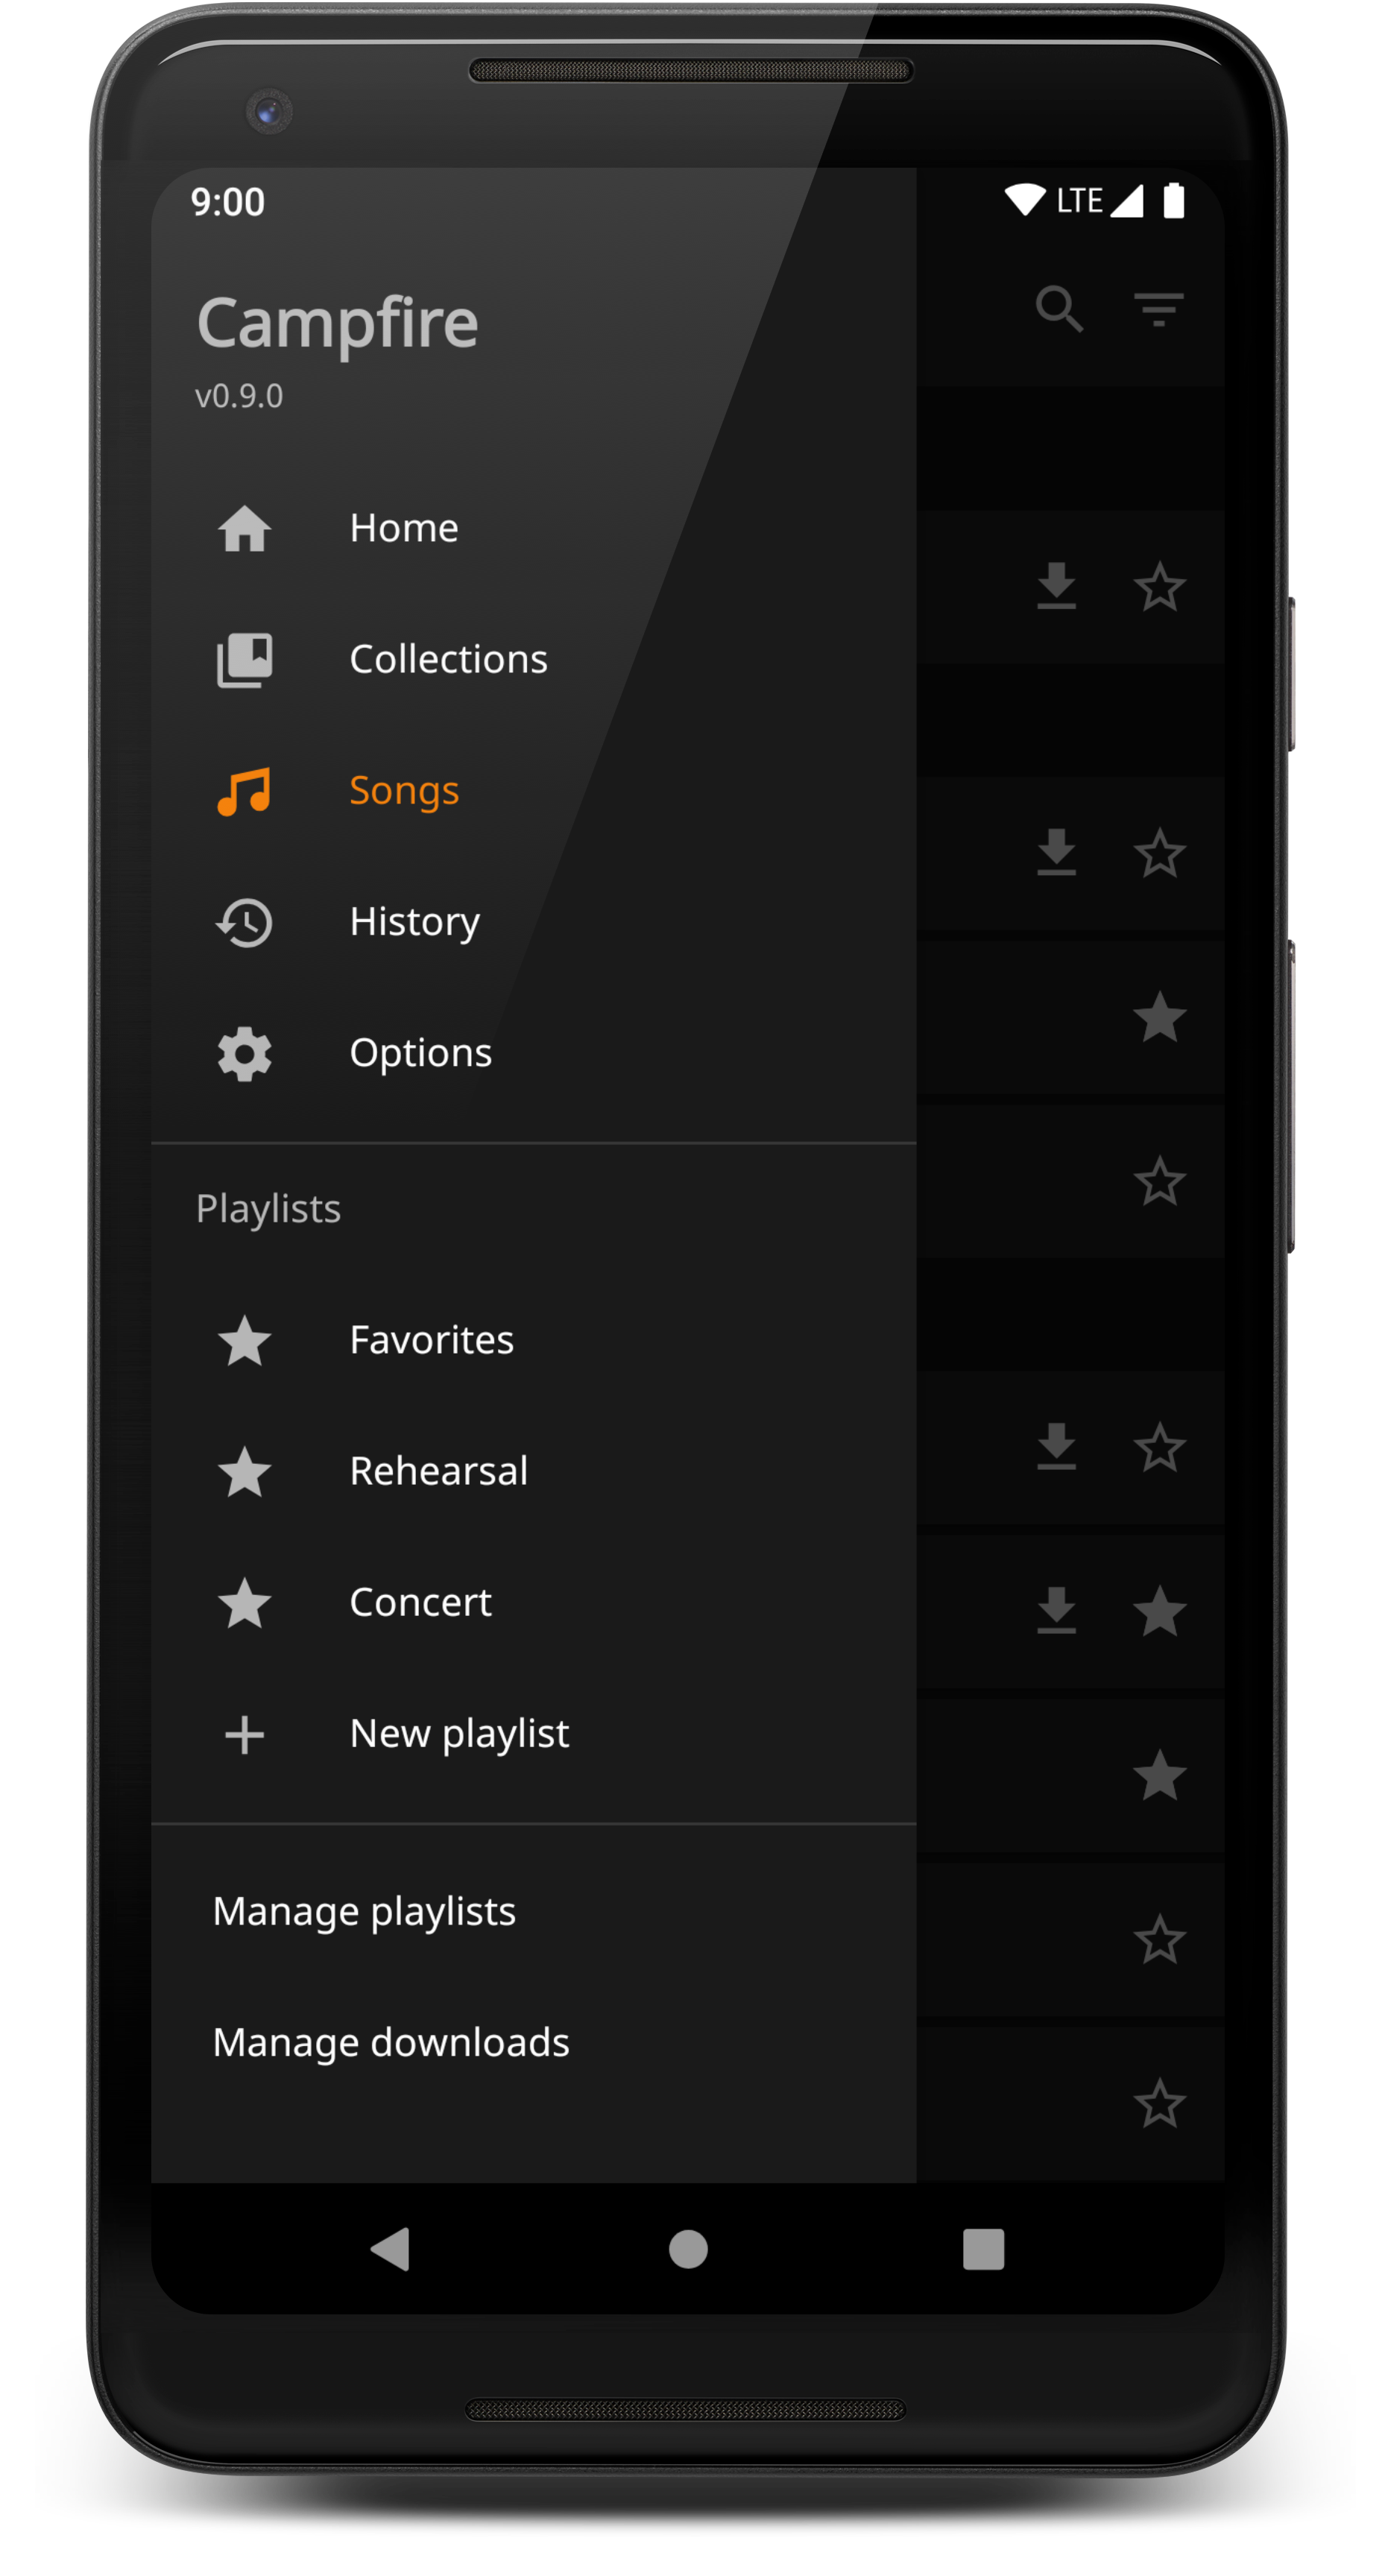 9:00
LTE
Campfire
v0.9.0
Home
Collections
Songs
History
Options
Playlists
Favorites
Rehearsal
Concert
New playlist
Manage playlists
Manage downloads